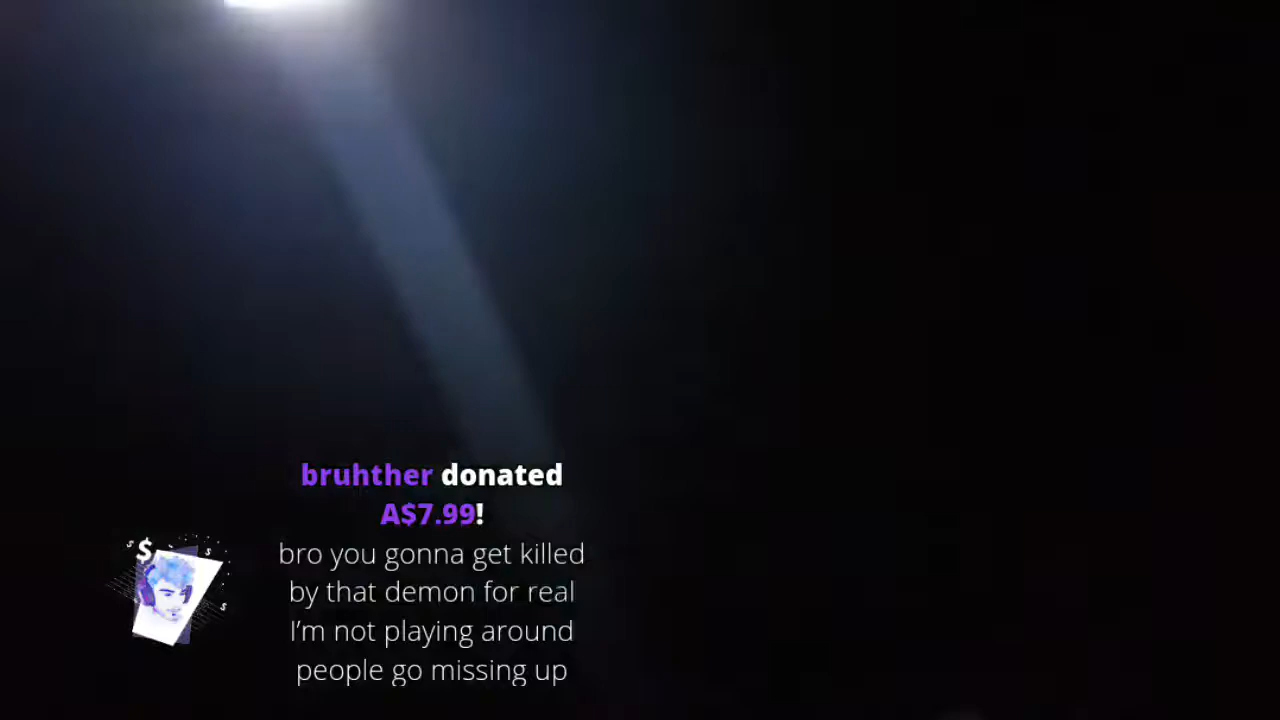 bruhther donated
A$7.99!
bro you gonna get killed
by that demon for real
I’m not playing around
people go missing up